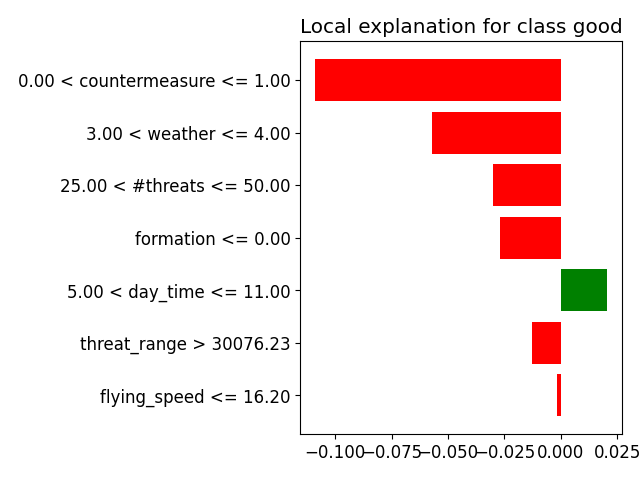 Local explanation for class good
0.00 < countermeasure <= 1.00
3.00 < weather <= 4.00
25.00 < #threats <= 50.00
formation <= 0.00
5.00 < day_time <= 11.00
threat_range > 30076.23
flying_speed <= 16.20
−0.100 −0.075 −0.050 −0.025 0.000 0.025